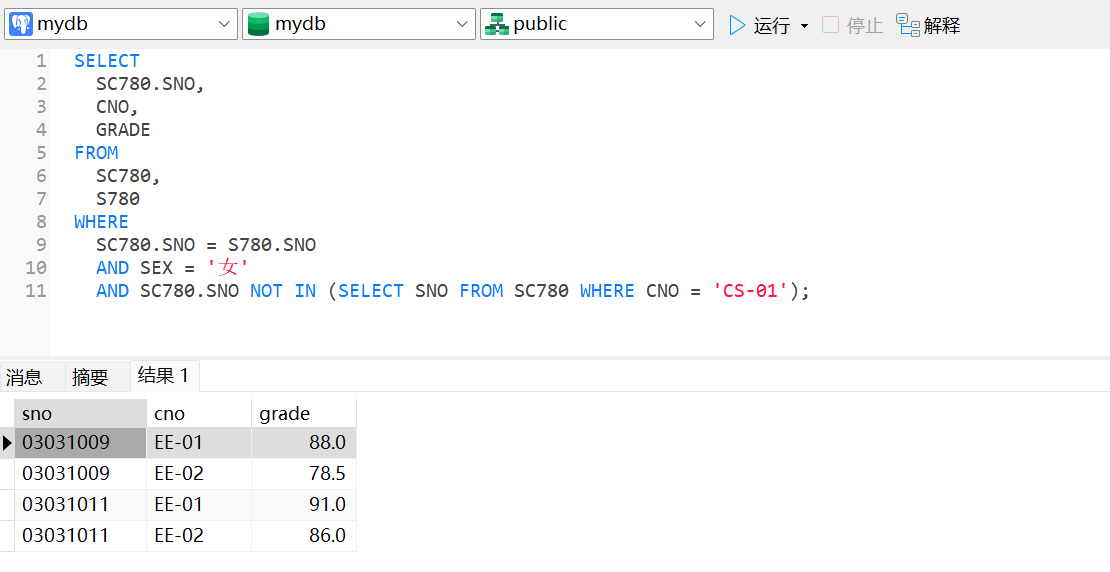 mydb mydb public 运行 停止 解释
1 SELECT
2 SC780.SNO,
3 CNO,
4 GRADE
5 FROM
6 SC780,
7 S780
8 WHERE
9 SC780.SNO = S780.SNO
10 AND SEX = '女'
11 AND SC780.SNO NOT IN (SELECT SNO FROM SC780 WHERE CNO = 'CS-01');
消息 摘要 结果 1
sno cno grade
03031009 EE-01 88.0
03031009 EE-02 78.5
03031011 EE-01 91.0
03031011 EE-02 86.0